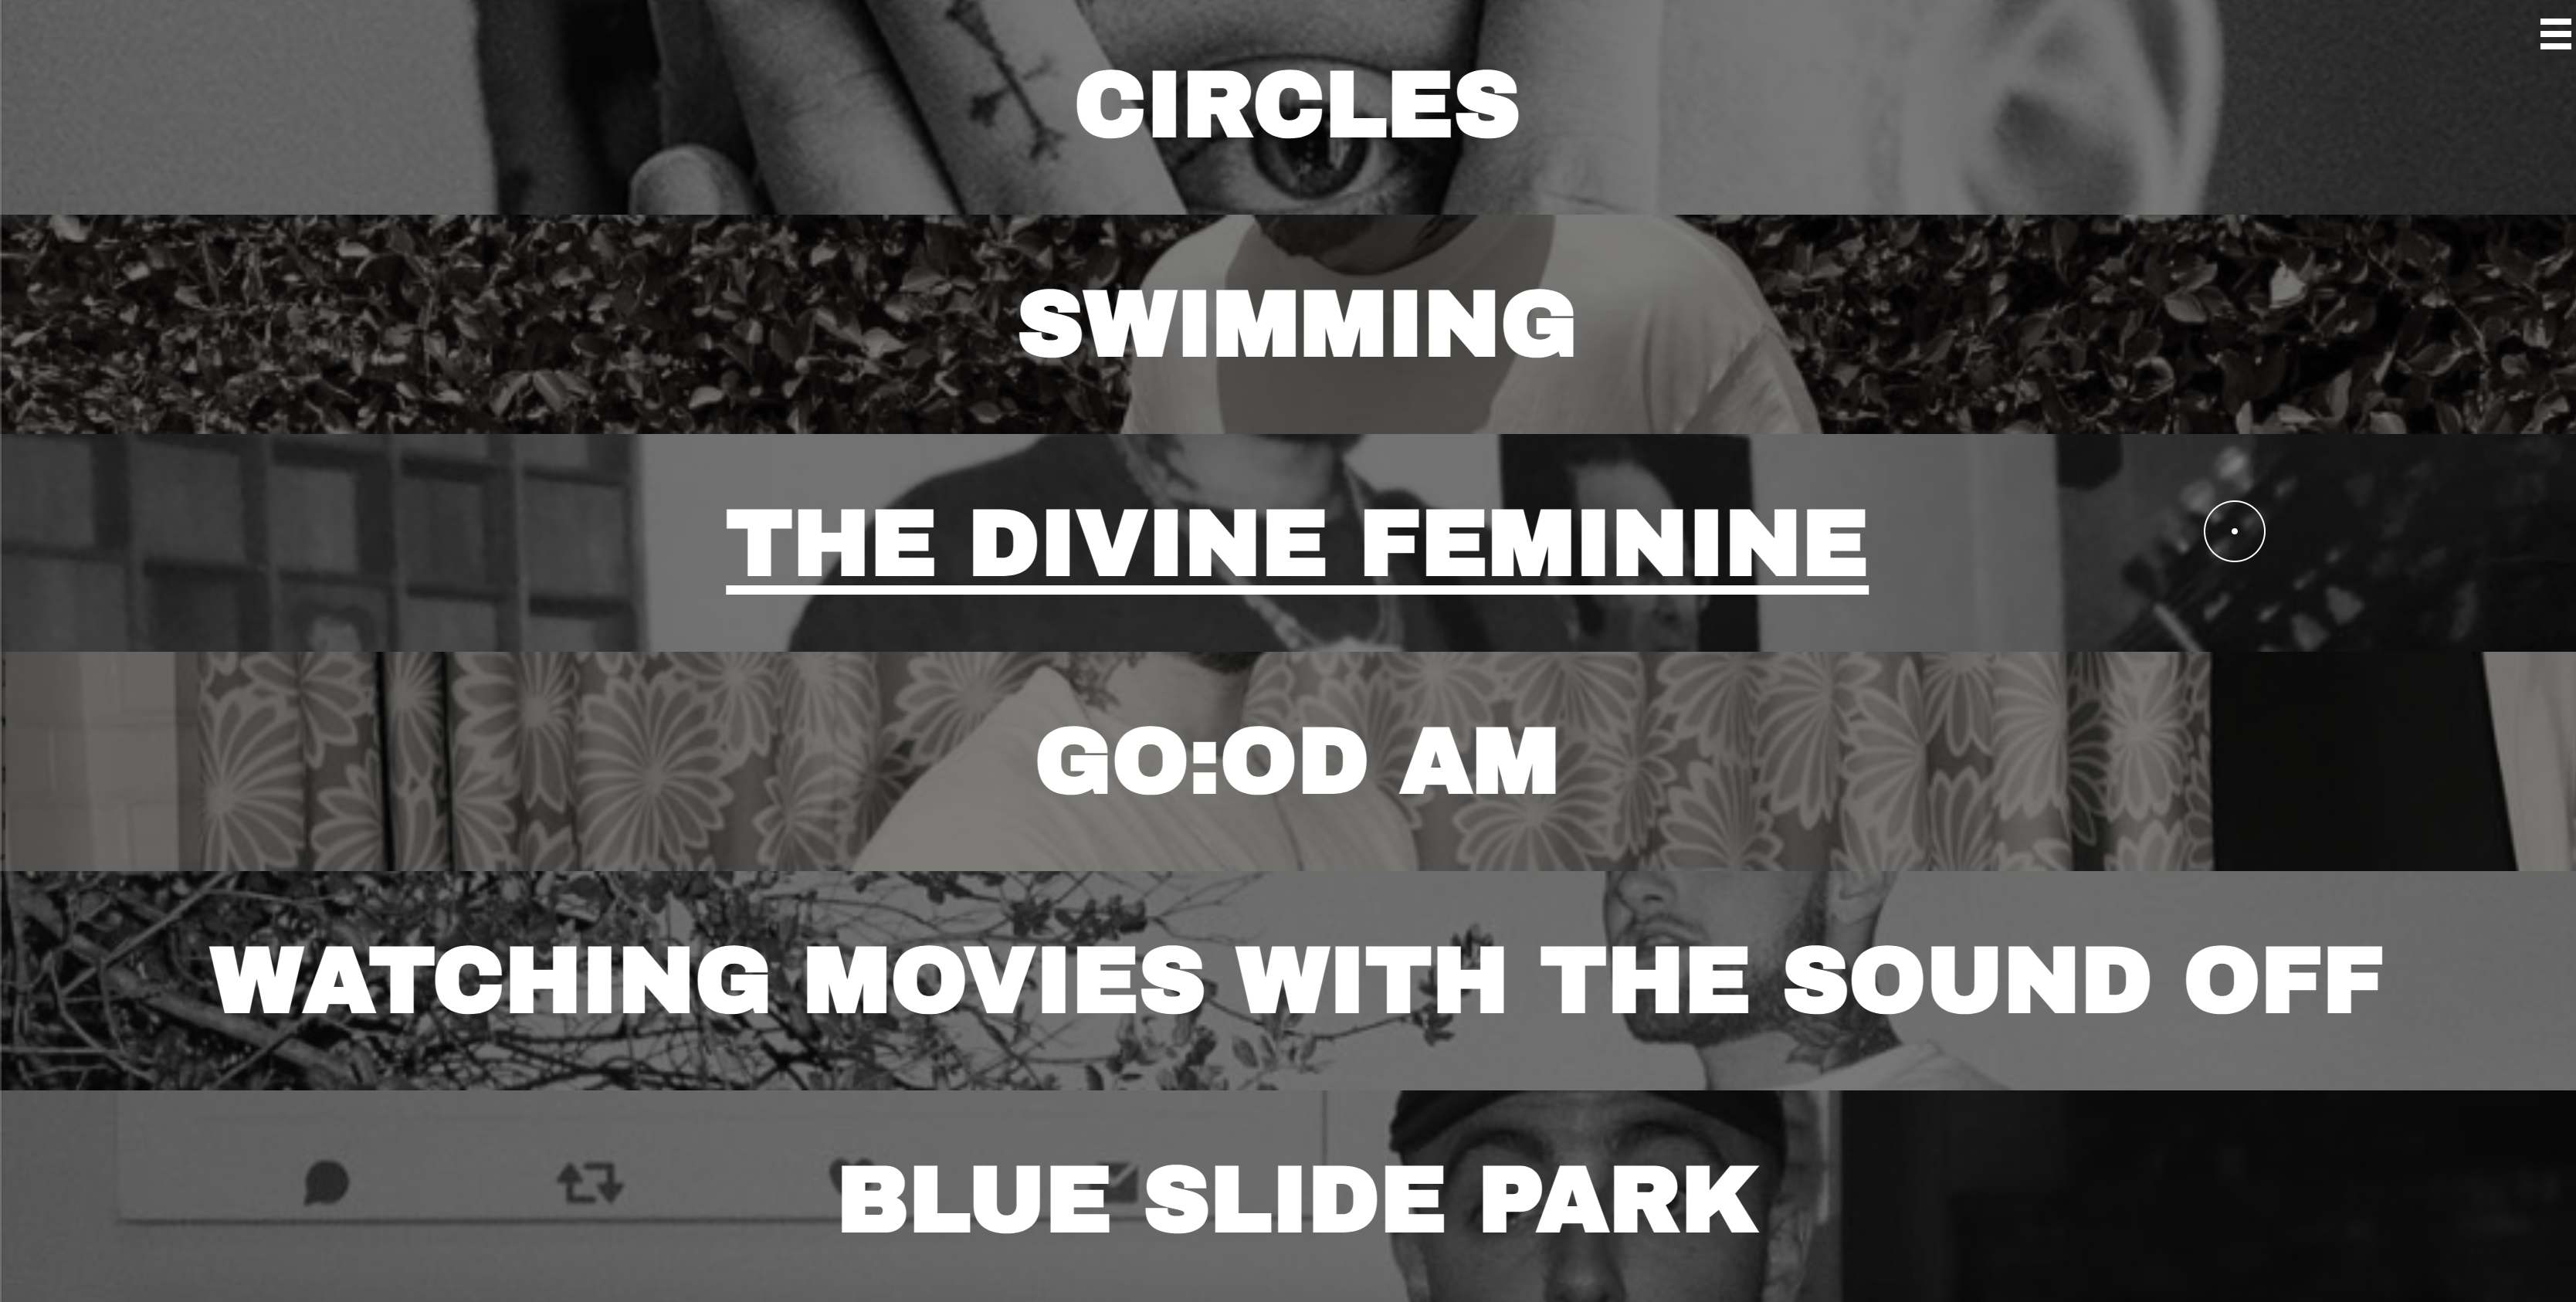 CIRCLES
SWIMMING
THE DIVINE FEMININE
GO:OD AM
WATCHING MOVIES WITH THE SOUND OFF
BLUE SLIDE PARK